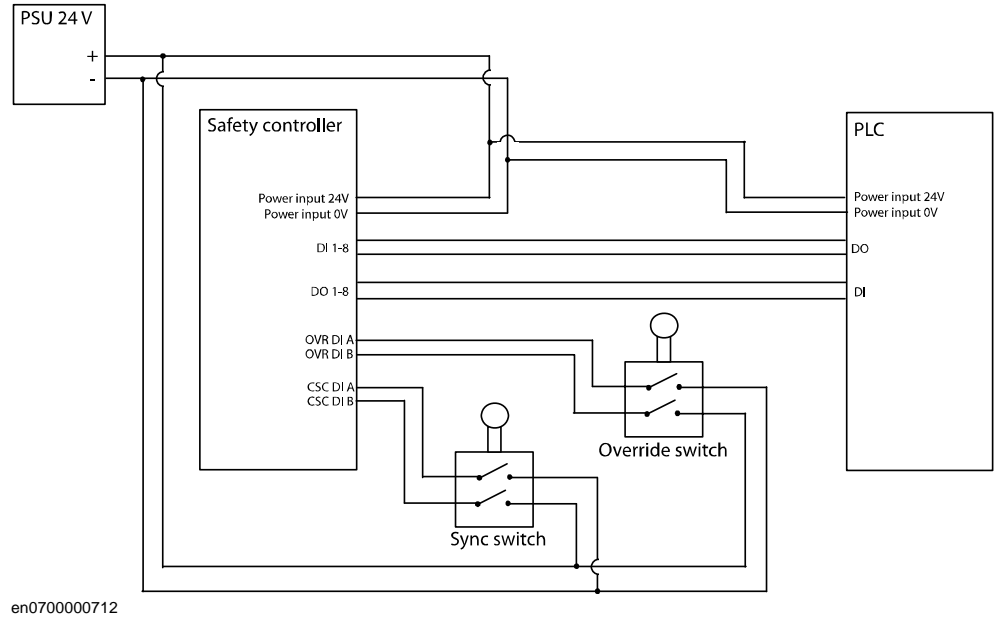 PSU 24 V
+
-
Safety controller
PLC
Power input 24V
Power input 0V
Power input 24V
Power input 0V
DI 1-8
DO
DO 1-8
DI
OVR DI A
OVR DI B
CSC DI A
CSC DI B
Override switch
Sync switch
en0700000712